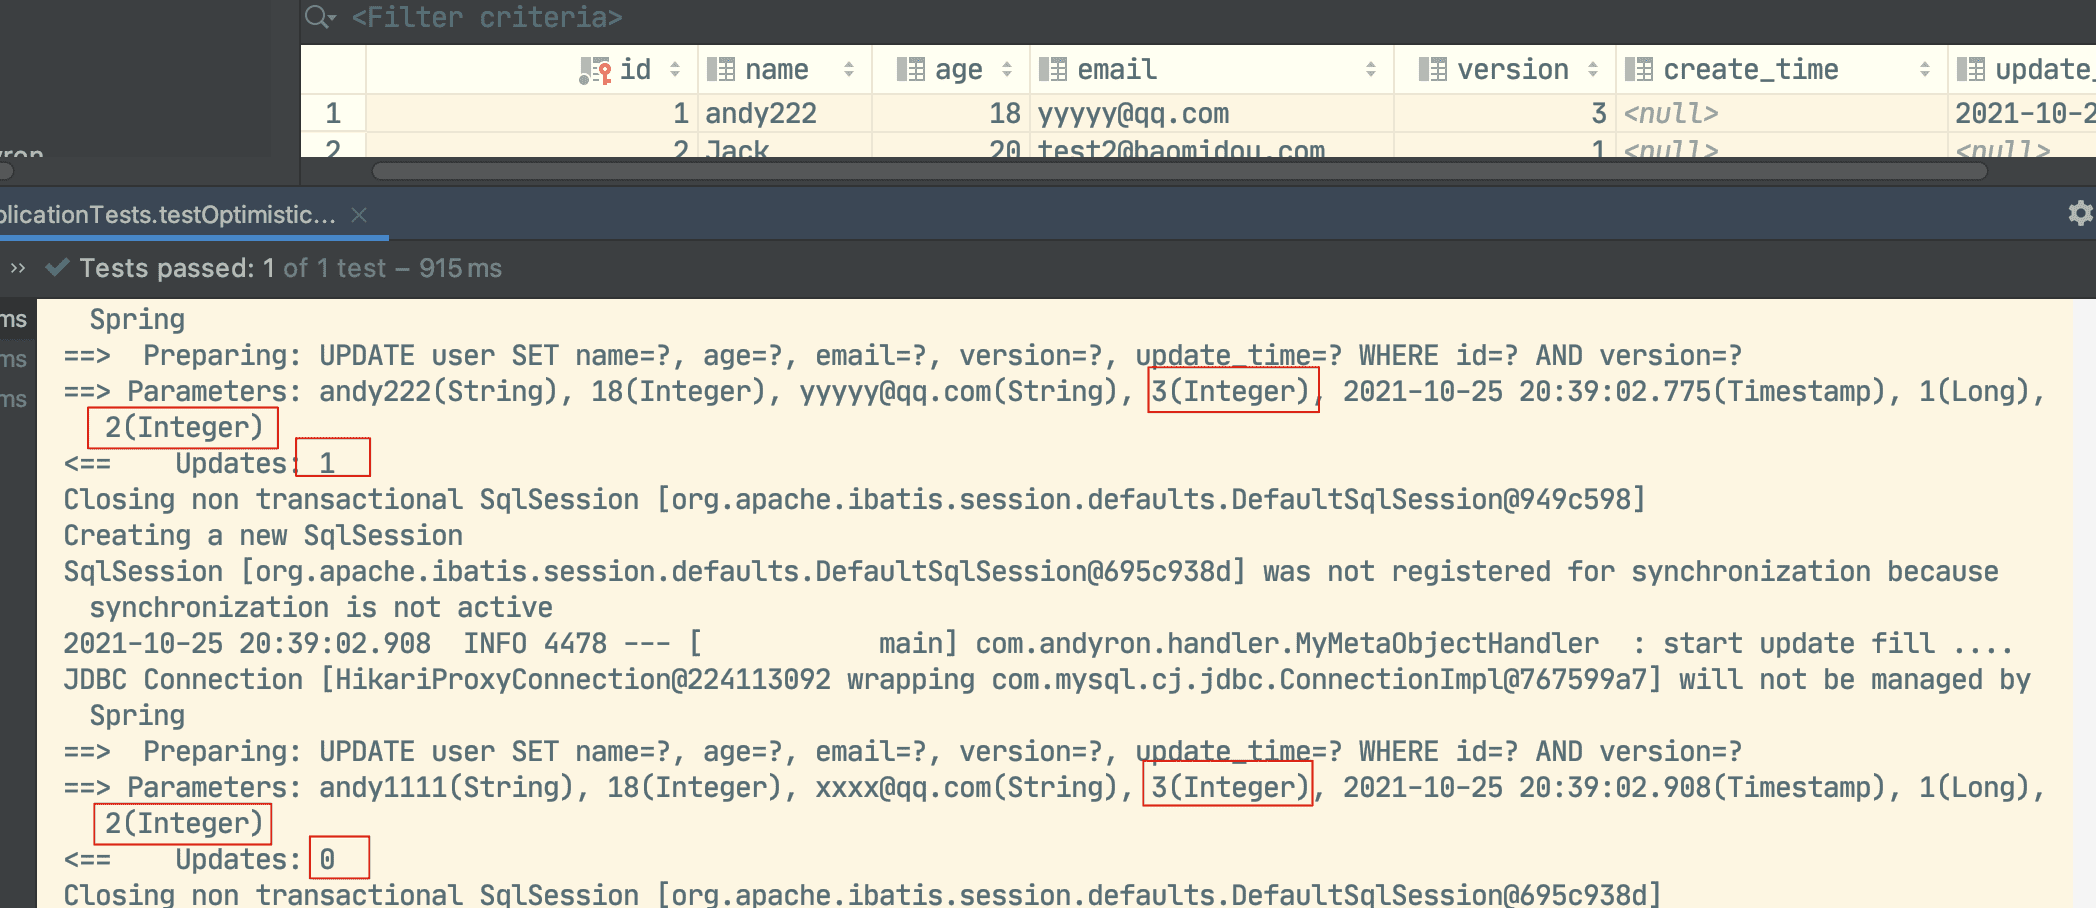 <Filter criteria>
id name age email version create_time update_
1 1 andy222 18 yyyyy@qq.com 3 <null> 2021-10-2
2 2 Jack 20 test2@baomidou.com 1 <null> <null>
yron
plicationTests.testOptimistic...
Tests passed: 1 of 1 test – 915 ms
ms
ms
ms
Spring
==>  Preparing: UPDATE user SET name=?, age=?, email=?, version=?, update_time=? WHERE id=? AND version=?
==> Parameters: andy222(String), 18(Integer), yyyyy@qq.com(String), 3(Integer), 2021-10-25 20:39:02.775(Timestamp), 1(Long),
2(Integer)
<==    Updates: 1
Closing non transactional SqlSession [org.apache.ibatis.session.defaults.DefaultSqlSession@949c598]
Creating a new SqlSession
SqlSession [org.apache.ibatis.session.defaults.DefaultSqlSession@695c938d] was not registered for synchronization because
synchronization is not active
2021-10-25 20:39:02.908  INFO 4478 --- [           main] com.andyron.handler.MyMetaObjectHandler  : start update fill ....
JDBC Connection [HikariProxyConnection@224113092 wrapping com.mysql.cj.jdbc.ConnectionImpl@767599a7] will not be managed by
Spring
==>  Preparing: UPDATE user SET name=?, age=?, email=?, version=?, update_time=? WHERE id=? AND version=?
==> Parameters: andy1111(String), 18(Integer), xxxx@qq.com(String), 3(Integer), 2021-10-25 20:39:02.908(Timestamp), 1(Long),
2(Integer)
<==    Updates: 0
Closing non transactional SqlSession [org.apache.ibatis.session.defaults.DefaultSqlSession@695c938d]